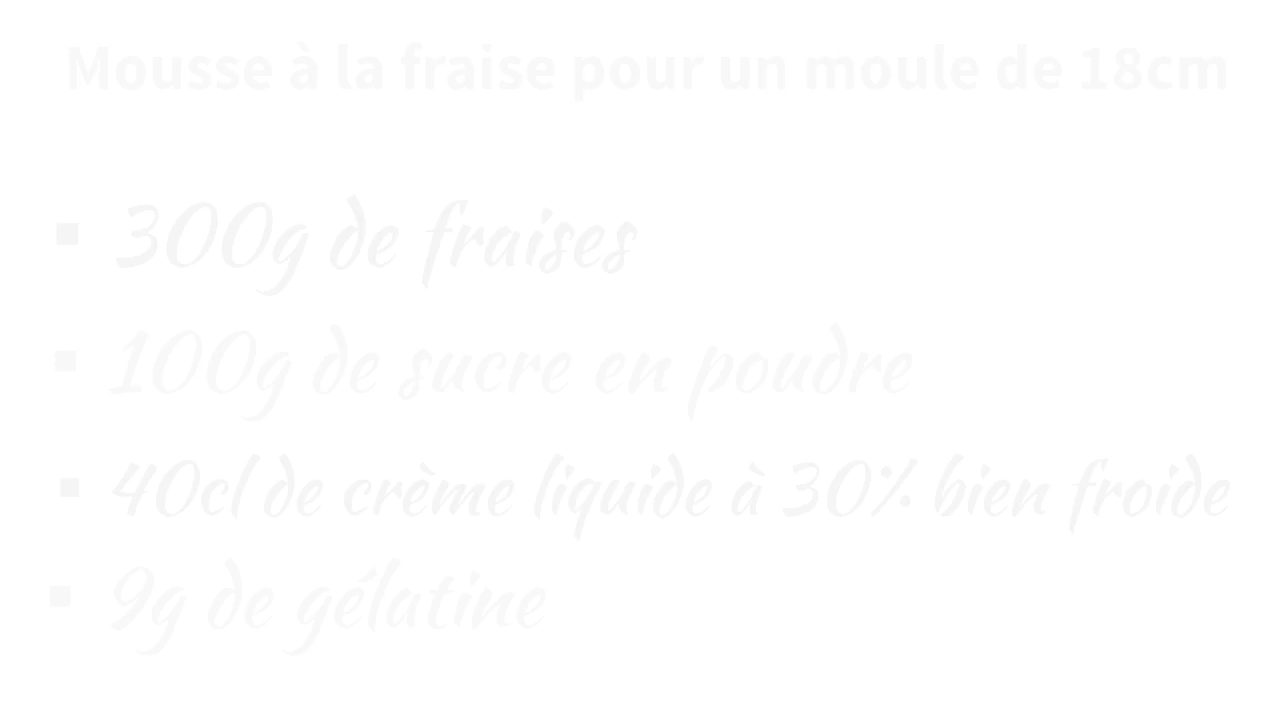 Mousse à la fraise pour un moule de 18cm
▪ 300g de fraises
▪ 100g de sucre en poudre
▪ 40cl de crème liquide à 30% bien froide
▪ 9g de gélatine